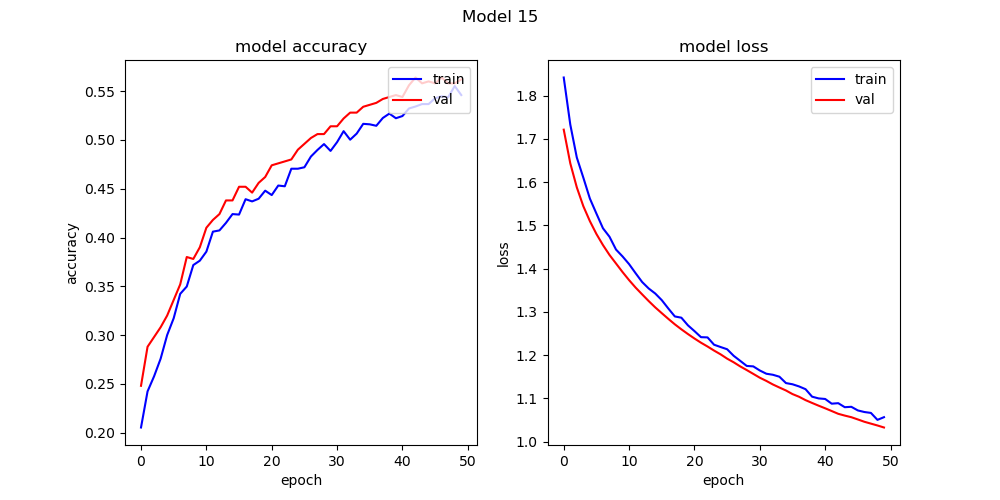 Model 15
model accuracy
train
val
0.55
0.50
0.45
0.40
0.35
0.30
0.25
0.20
accuracy
0 10 20 30 40 50
epoch
model loss
train
val
1.8
1.7
1.6
1.5
1.4
1.3
1.2
1.1
1.0
loss
0 10 20 30 40 50
epoch